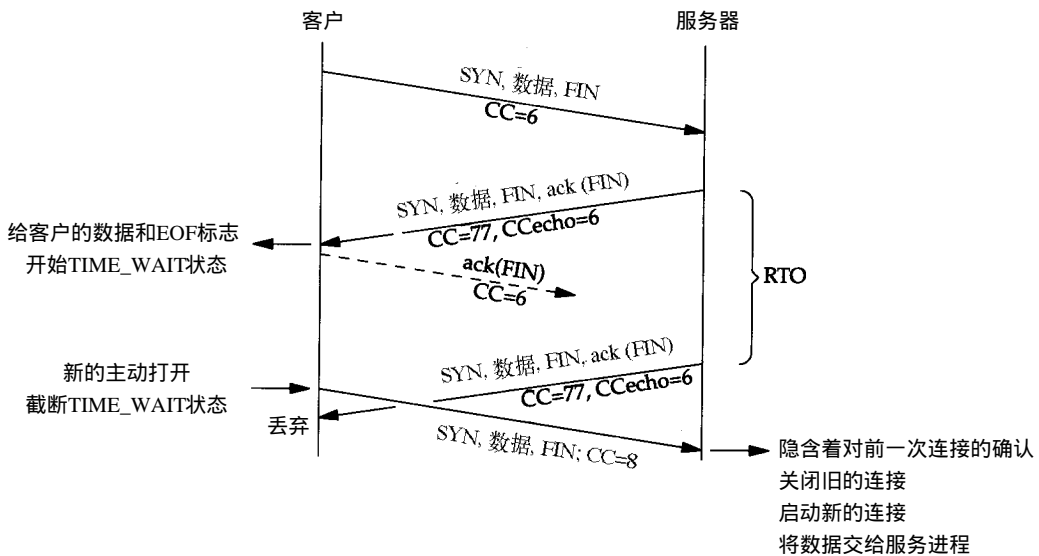 客户
服务器
SYN, 数据, FIN
CC=6
SYN, 数据, FIN, ack (FIN)
CC=77, CCecho=6
给客户的数据和EOF标志
开始TIME_WAIT状态
ack(FIN)
CC=6
RTO
SYN, 数据, FIN, ack (FIN)
CC=77, CCecho=6
新的主动打开
截断TIME_WAIT状态
丢弃
SYN, 数据, FIN; CC=8
隐含着对前一次连接的确认
关闭旧的连接
启动新的连接
将数据交给服务进程